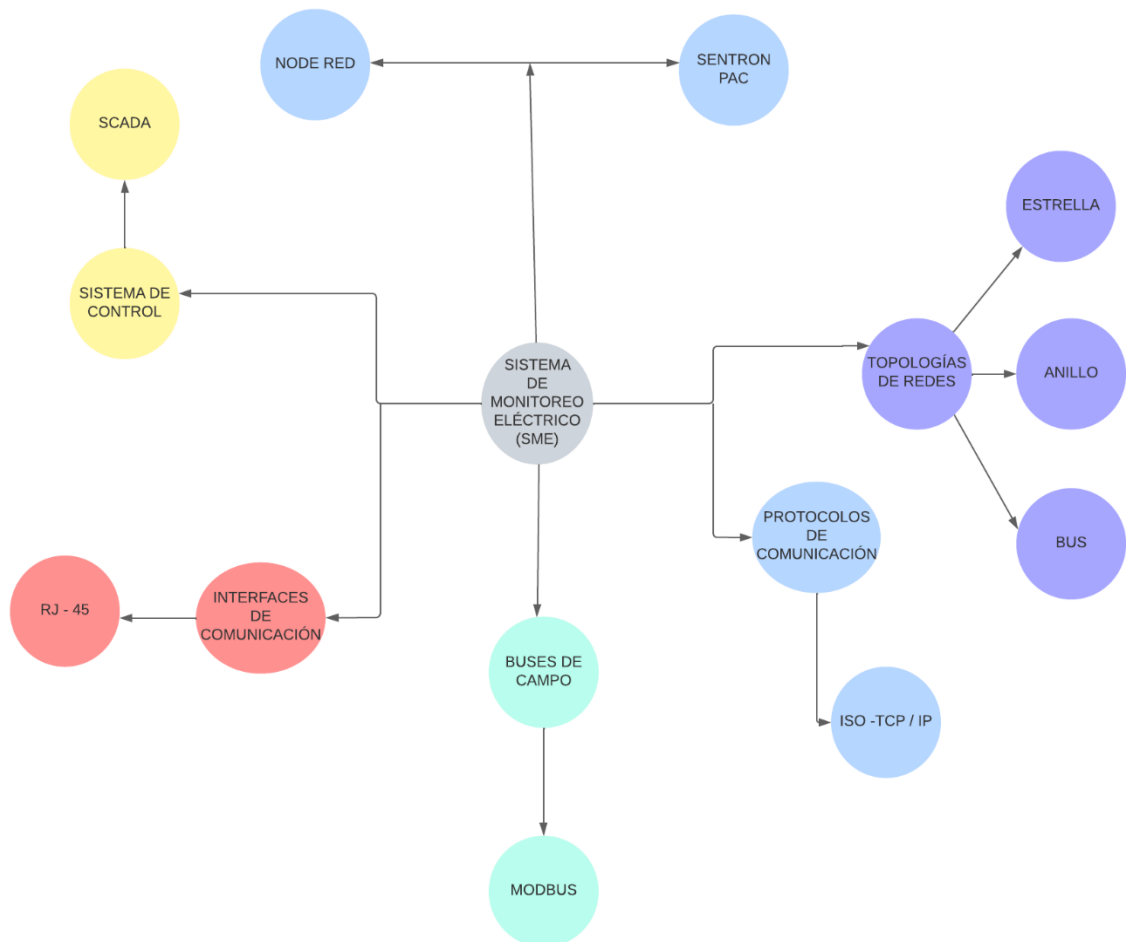 NODE RED
SENTRON
PAC
SCADA
ESTRELLA
SISTEMA DE
CONTROL
SISTEMA
DE
MONITOREO
ELÉCTRICO
(SME)
TOPOLOGÍAS
DE REDES
ANILLO
PROTOCOLOS
DE
COMUNICACIÓN
BUS
RJ - 45
INTERFACES
DE
COMUNICACIÓN
BUSES DE
CAMPO
ISO -TCP / IP
MODBUS